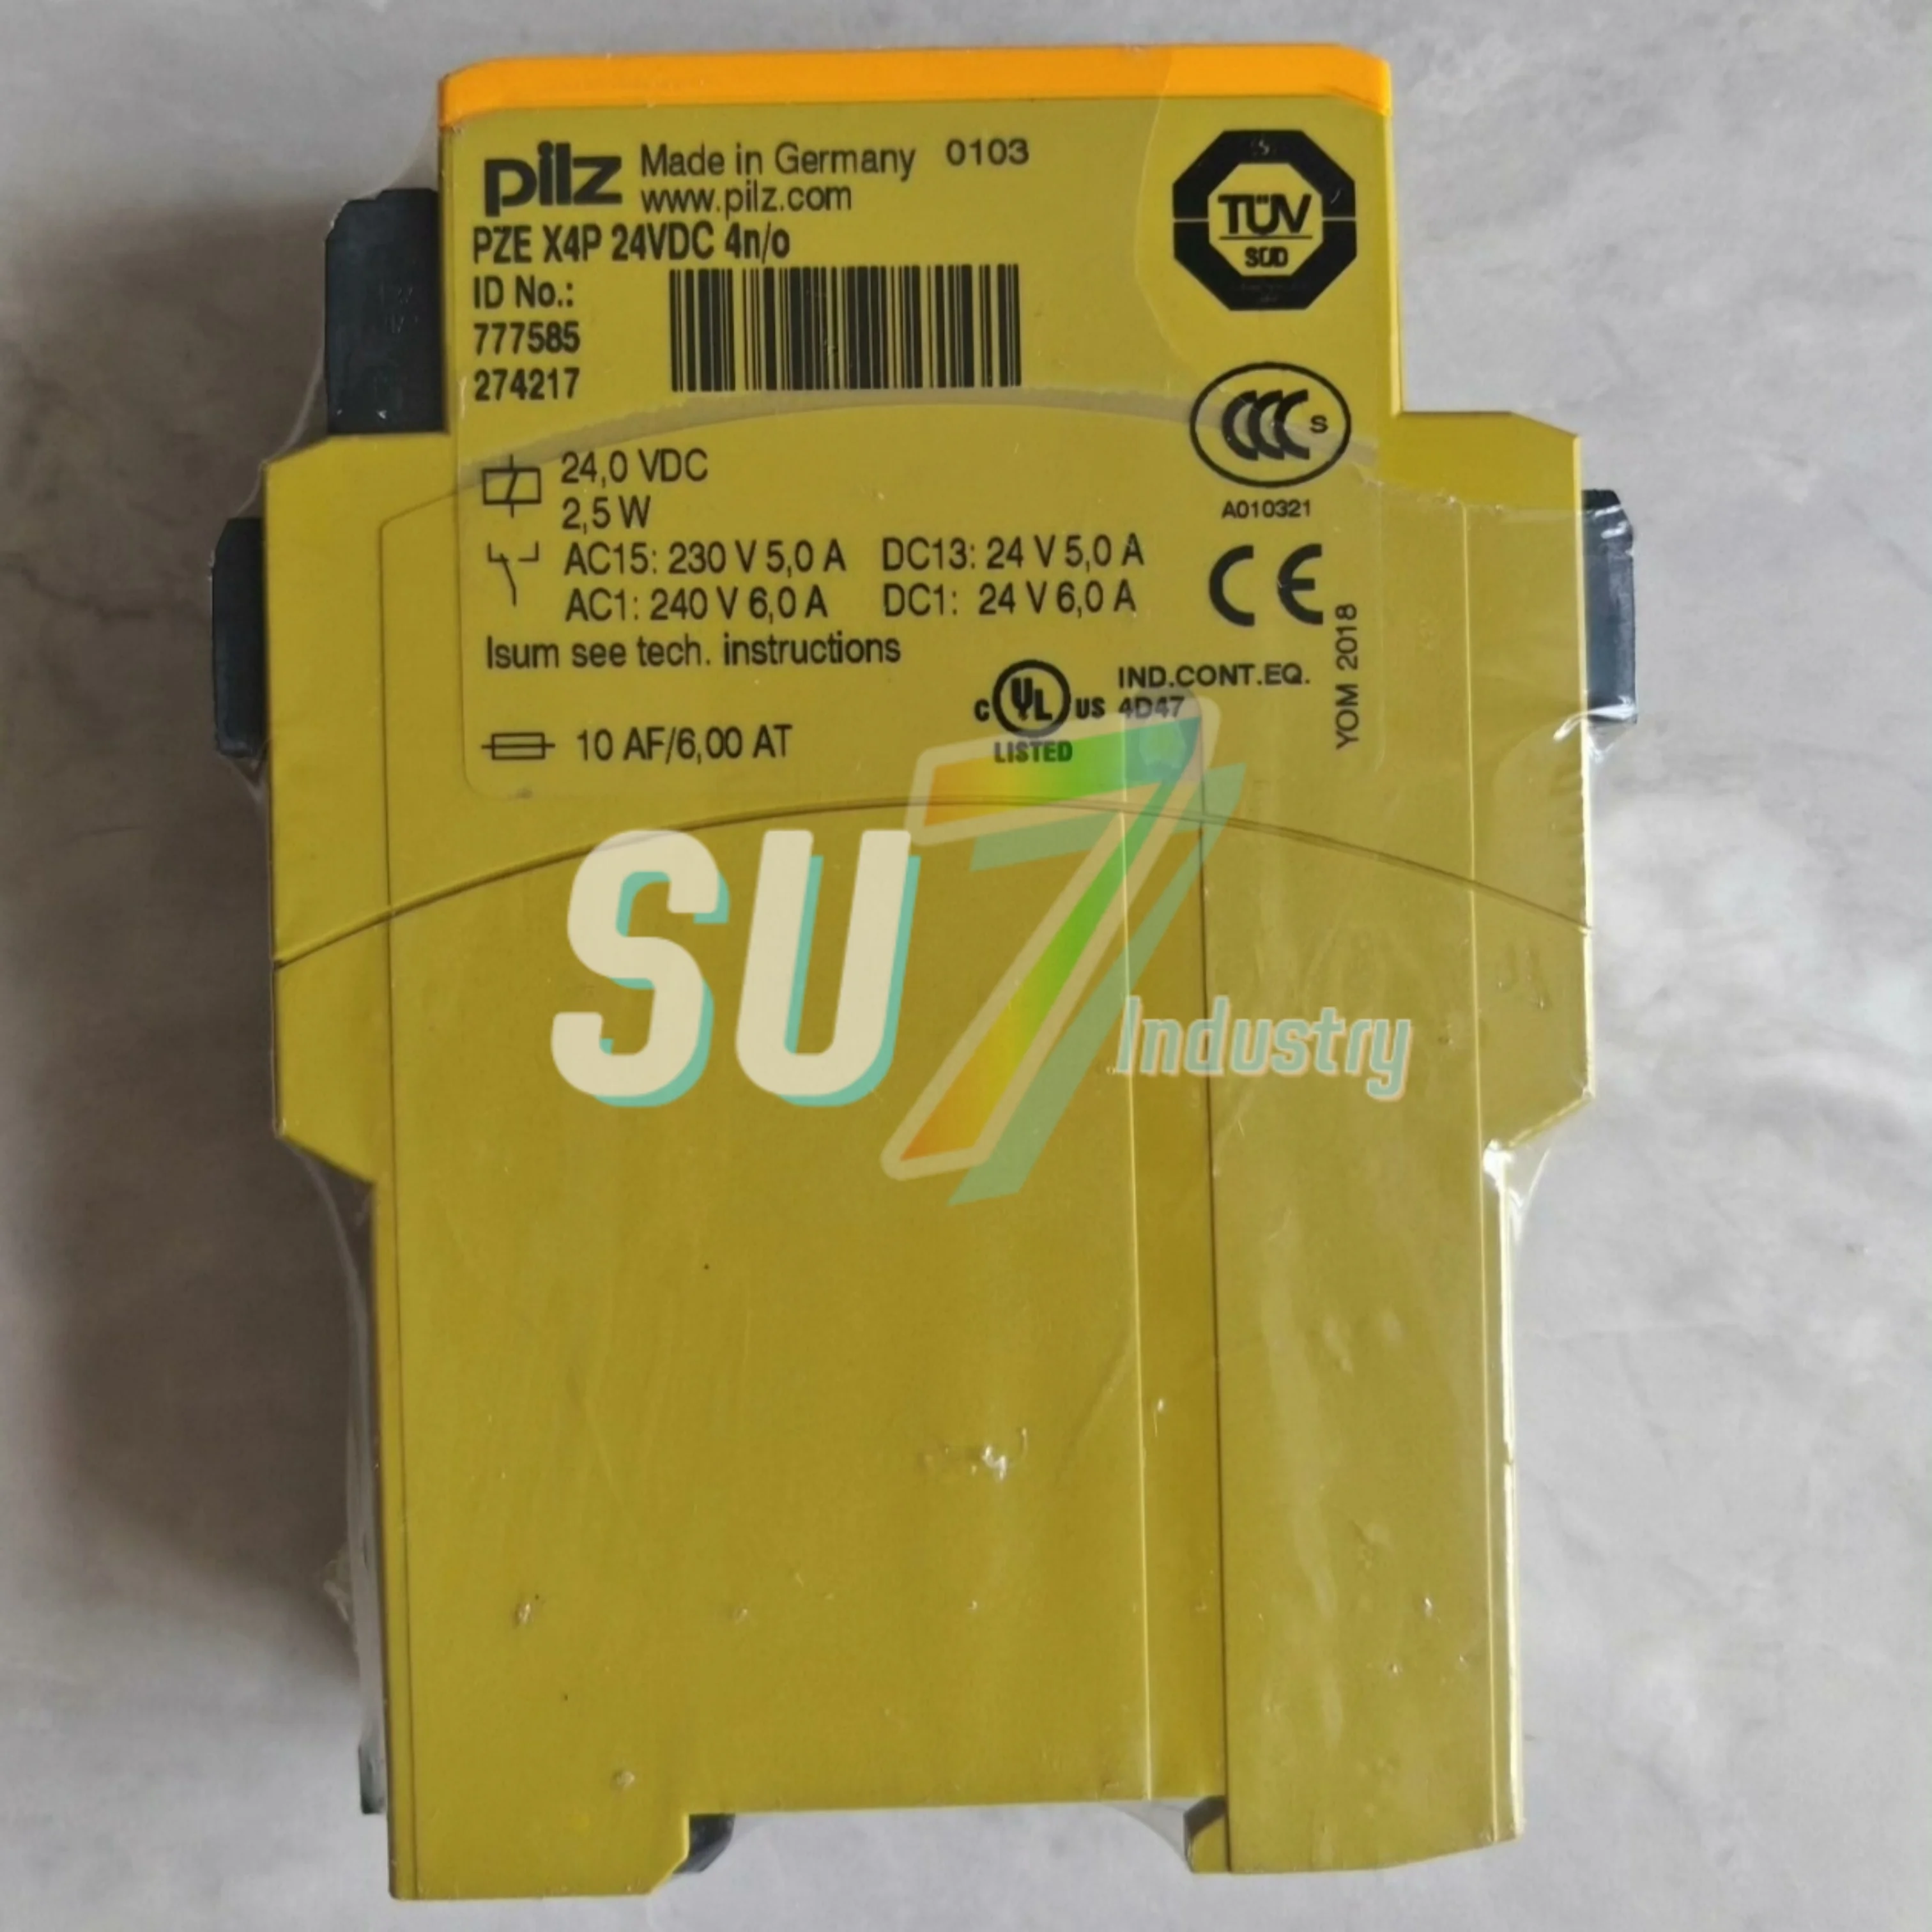 pilz Made in Germany 0103
www.pilz.com
PZE X4P 24VDC 4n/o
ID No.:
777585
274217
TÜV
SÜD
CCC S
A010321
24,0 VDC
2,5 W
AC15: 230 V 5,0 A DC13: 24 V 5,0 A
AC1: 240 V 6,0 A DC1: 24 V 6,0 A
CE
Isum see tech. instructions
YOM 2018
C UL US IND.CONT.EQ.
4D47
LISTED
10 AF/6,00 AT
SU7
Industry